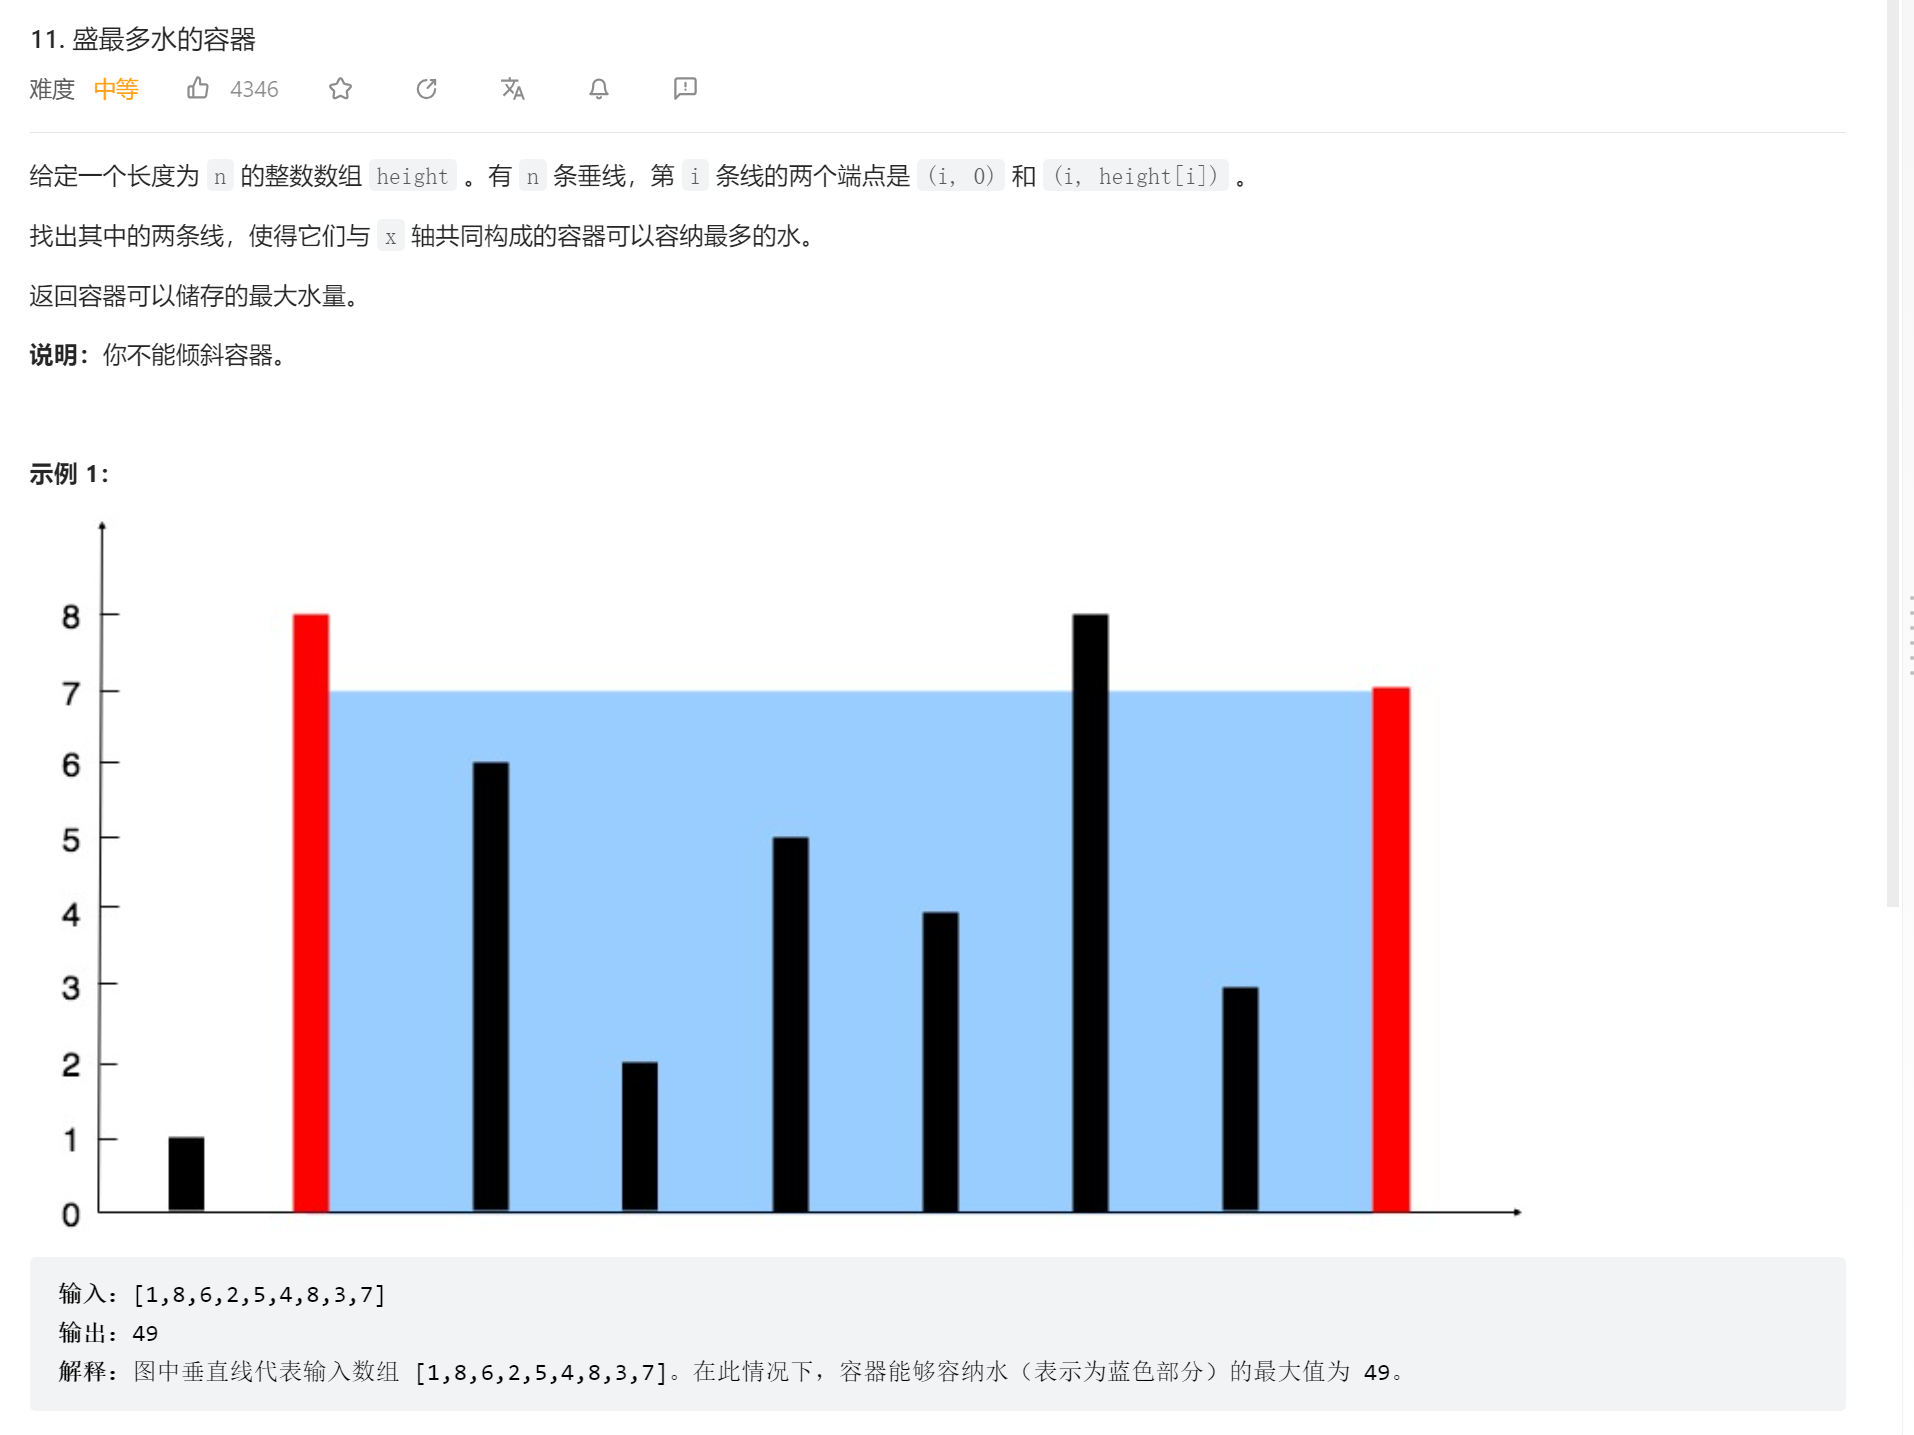 11. 盛最多水的容器
难度 中等 4346
给定一个长度为 n 的整数数组 height 。有 n 条垂线，第 i 条线的两个端点是 (i, 0) 和 (i, height[i]) 。
找出其中的两条线，使得它们与 x 轴共同构成的容器可以容纳最多的水。
返回容器可以储存的最大水量。
说明：你不能倾斜容器。
示例 1：
8
7
6
5
4
3
2
1
0
输入：[1,8,6,2,5,4,8,3,7]
输出：49
解释：图中垂直线代表输入数组 [1,8,6,2,5,4,8,3,7]。在此情况下，容器能够容纳水（表示为蓝色部分）的最大值为 49。